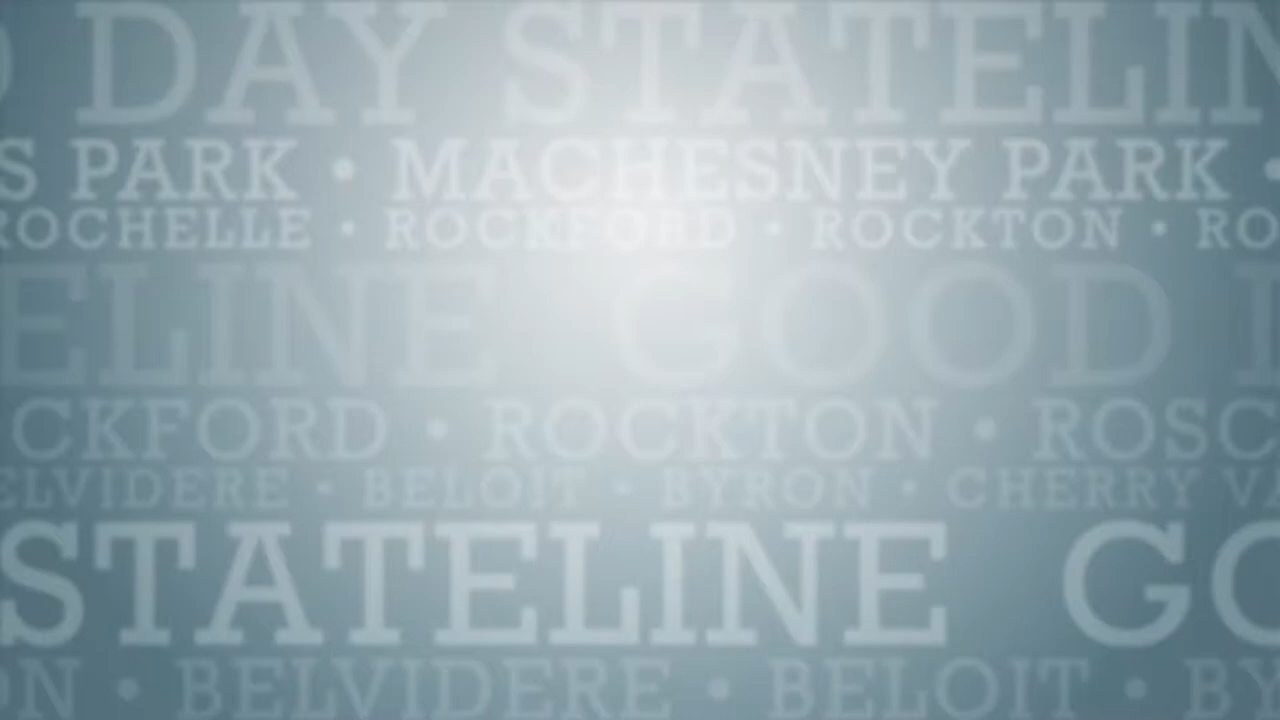 DAY STATELIN
S PARK • MACHESNEY PARK •
ROCHELLE • ROCKFORD • ROCKTON • RO
ELINE GOOD D
CKFORD • ROCKTON • ROSC
ELVIDERE • BELOIT • BYRON • CHERRY VA
STATELINE GO
ON • BELVIDERE • BELOIT • BY